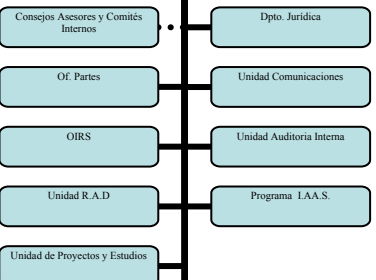 Consejos Asesores y Comités
Internos
Dpto. Jurídica
Of. Partes
Unidad Comunicaciones
OIRS
Unidad Auditoria Interna
Unidad R.A.D
Programa  I.AA.S.
Unidad de Proyectos y Estudios